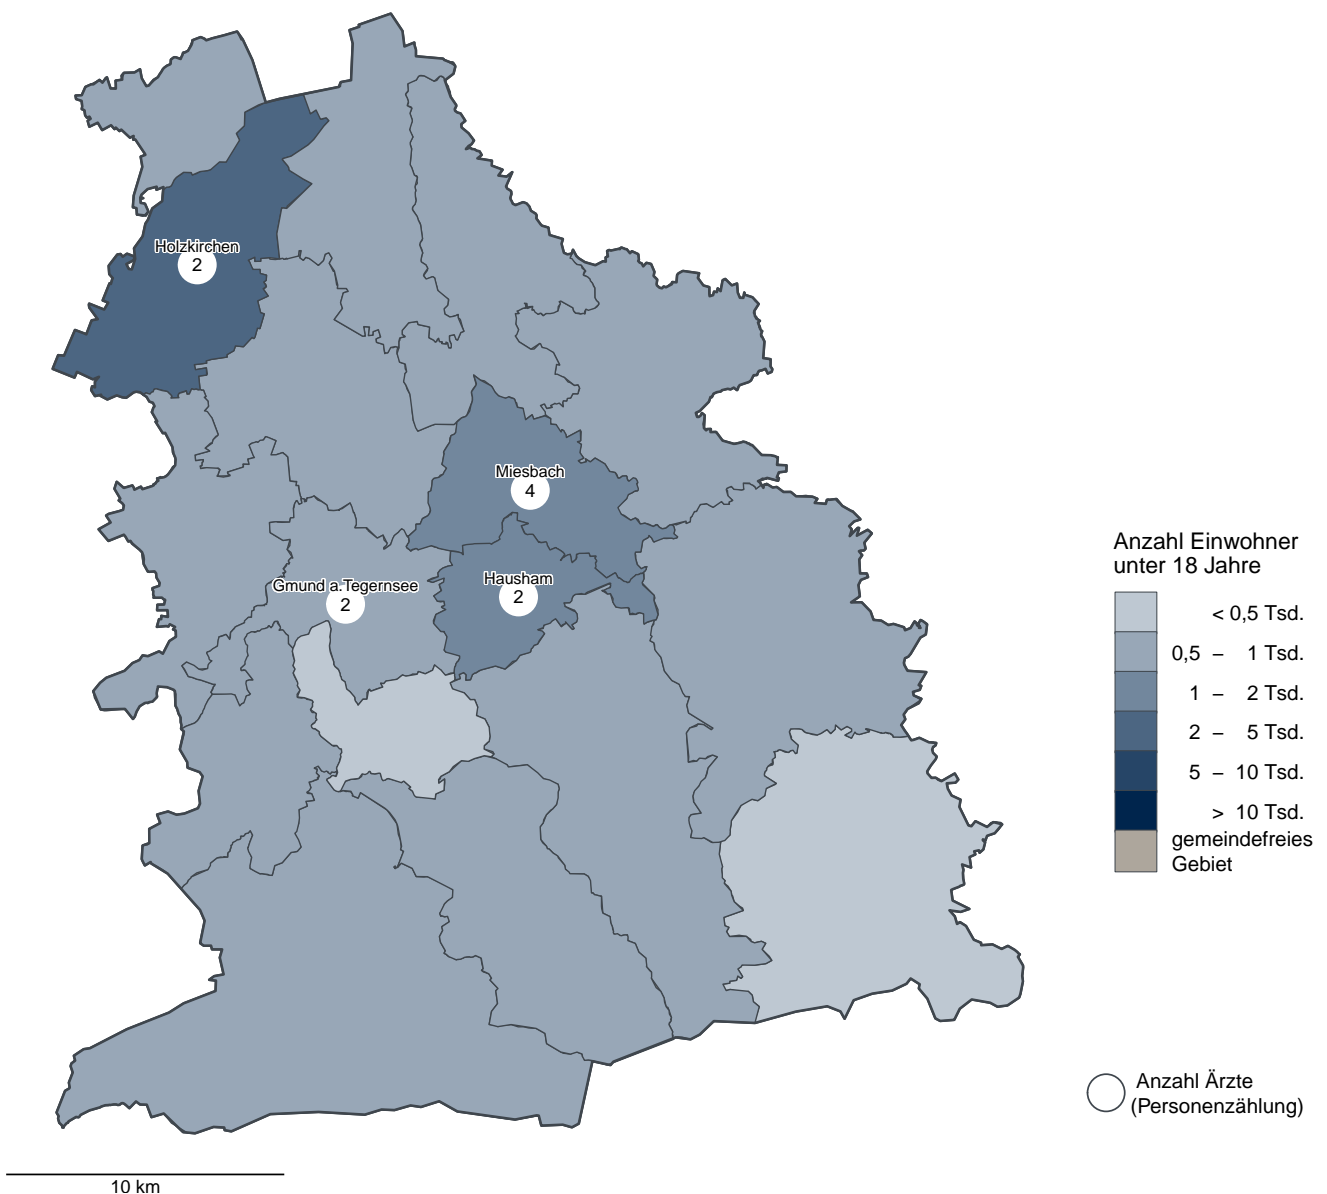 Holzkirchen
2
Miesbach
4
Gmund a.Tegernsee
2
Hausham
2
Anzahl Einwohner
unter 18 Jahre
< 0,5 Tsd.
0,5 – 1 Tsd.
1 – 2 Tsd.
2 – 5 Tsd.
5 – 10 Tsd.
> 10 Tsd.
gemeindefreies
Gebiet
Anzahl Ärzte
(Personenzählung)
10 km